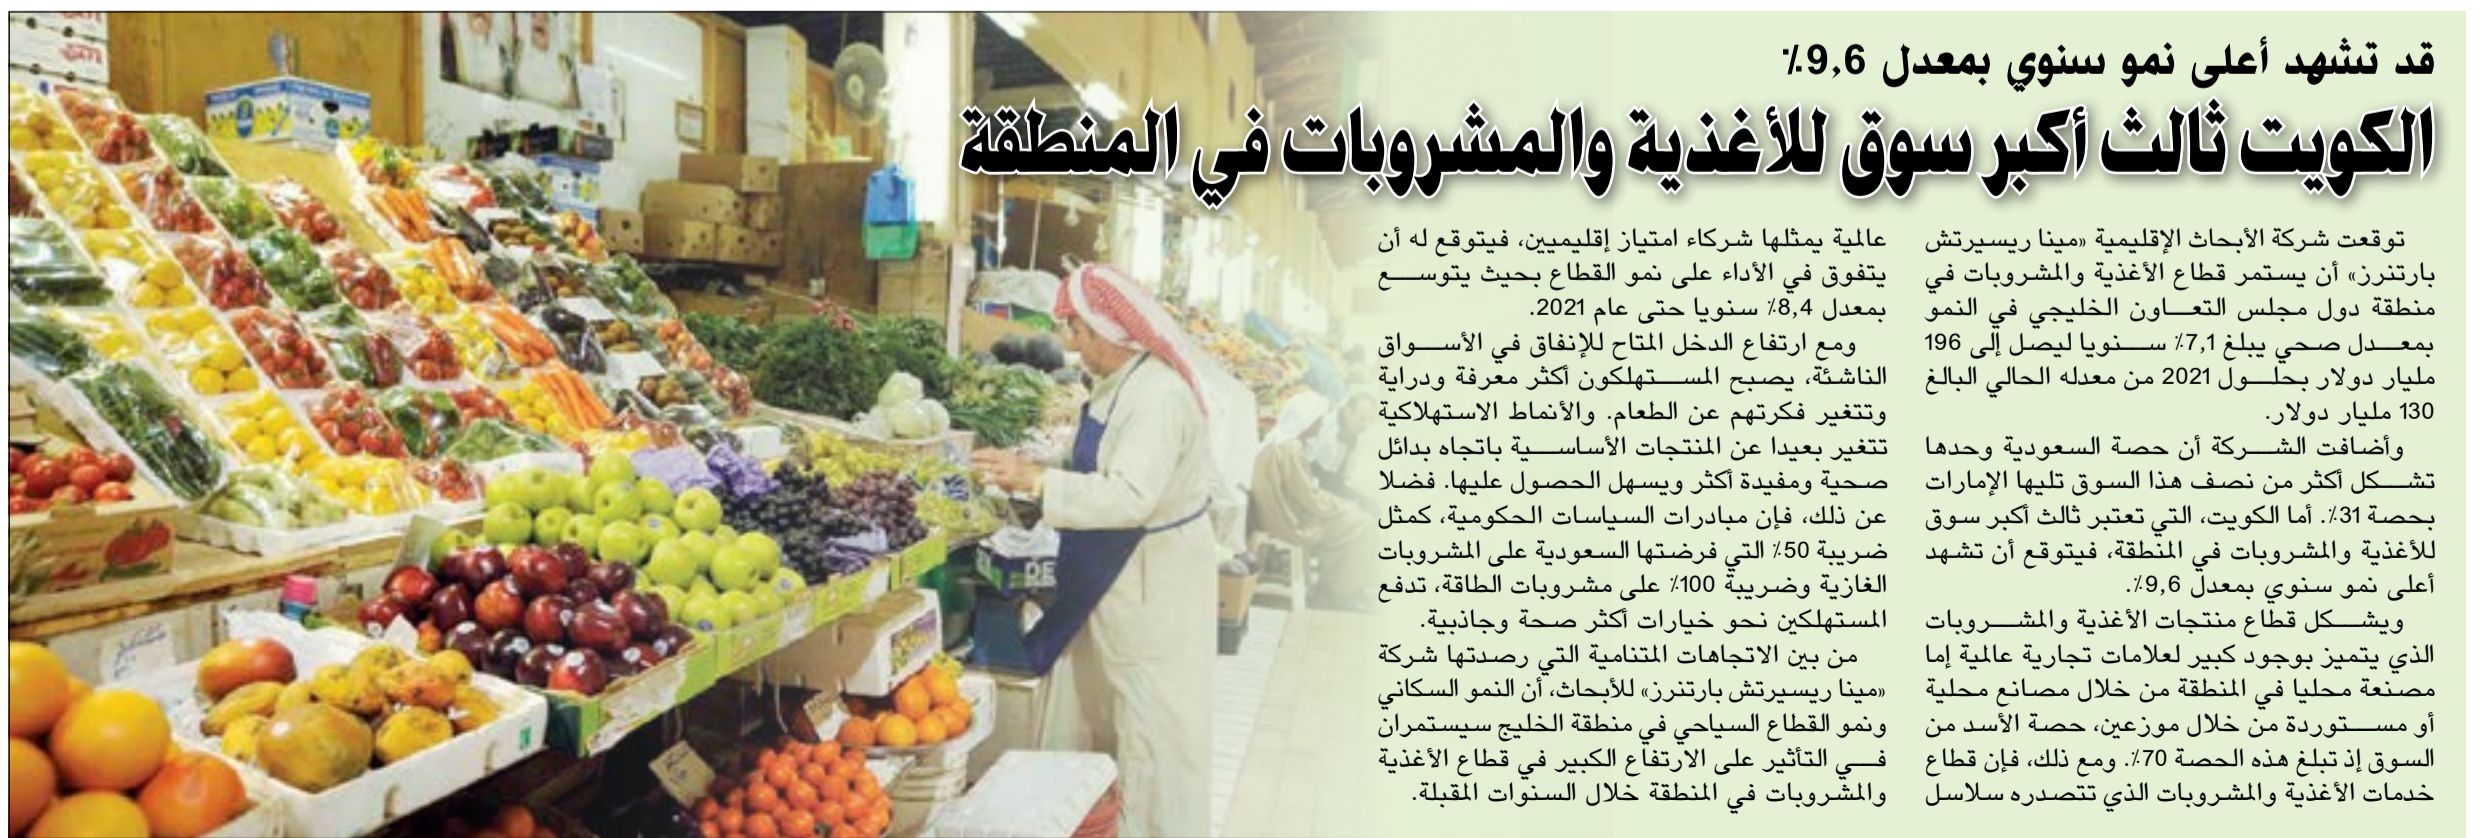 قد تشهد أعلى نمو سنوي بمعدل 9,6٪
الكويت ثالث أكبر سوق للأغذية والمشروبات في المنطقة
توقعت شركة الأبحاث الإقليمية «مينا ريسيرتش
بارتنرز» أن يستمر قطاع الأغذية والمشروبات في
منطقة دول مجلس التعاون الخليجي في النمو
بمعدل صحي يبلغ 7,1٪ سنويا ليصل إلى 196
مليار دولار بحلول 2021 من معدله الحالي البالغ
130 مليار دولار.
وأضافت الشركة أن حصة السعودية وحدها
تشكل أكثر من نصف هذا السوق تليها الإمارات
بحصة 31٪. أما الكويت، التي تعتبر ثالث أكبر سوق
للأغذية والمشروبات في المنطقة، فيتوقع أن تشهد
أعلى نمو سنوي بمعدل 9,6٪.
ويشكل قطاع منتجات الأغذية والمشروبات
الذي يتميز بوجود كبير لعلامات تجارية عالمية إما
مصنعة محليا في المنطقة من خلال مصانع محلية
أو مستوردة من خلال موزعين، حصة الأسد من
السوق إذ تبلغ هذه الحصة 70٪. ومع ذلك، فإن قطاع
خدمات الأغذية والمشروبات الذي تتصدره سلاسل
عالمية يمثلها شركاء امتياز إقليميين، فيتوقع له أن
يتفوق في الأداء على نمو القطاع بحيث يتوسع
بمعدل 8,4٪ سنويا حتى عام 2021.
ومع ارتفاع الدخل المتاح للإنفاق في الأسواق
الناشئة، يصبح المستهلكون أكثر معرفة ودراية
وتتغير فكرتهم عن الطعام. والأنماط الاستهلاكية
تتغير بعيدا عن المنتجات الأساسية باتجاه بدائل
صحية ومفيدة أكثر ويسهل الحصول عليها. فضلا
عن ذلك، فإن مبادرات السياسات الحكومية، كمثل
ضريبة 50٪ التي فرضتها السعودية على المشروبات
الغازية وضريبة 100٪ على مشروبات الطاقة، تدفع
المستهلكين نحو خيارات أكثر صحة وجاذبية.
من بين الاتجاهات المتنامية التي رصدتها شركة
«مينا ريسيرتش بارتنرز» للأبحاث، أن النمو السكاني
ونمو القطاع السياحي في منطقة الخليج سيستمران
في التأثير على الارتفاع الكبير في قطاع الأغذية
والمشروبات في المنطقة خلال السنوات المقبلة.